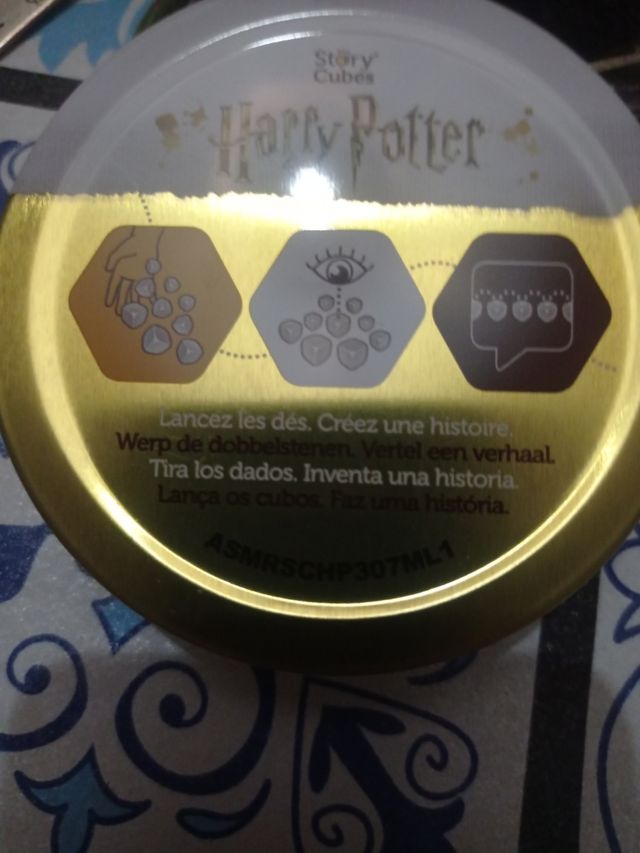 Story
Cubes
Harry Potter
Lancez les dés. Créez une histoire.
Werp de dobbelstenen. Vertel een verhaal.
Tira los dados. Inventa una historia.
Lança os cubos. Faz uma história.
ASMRSCHP307ML1